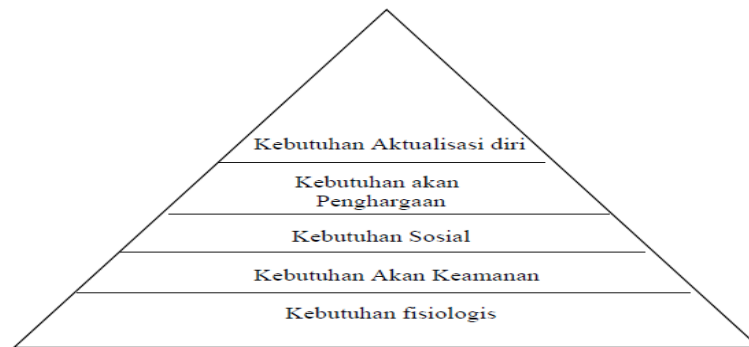 Kebutuhan Aktualisasi diri
Kebutuhan akan
Penghargaan
Kebutuhan Sosial
Kebutuhan Akan Keamanan
Kebutuhan fisiologis